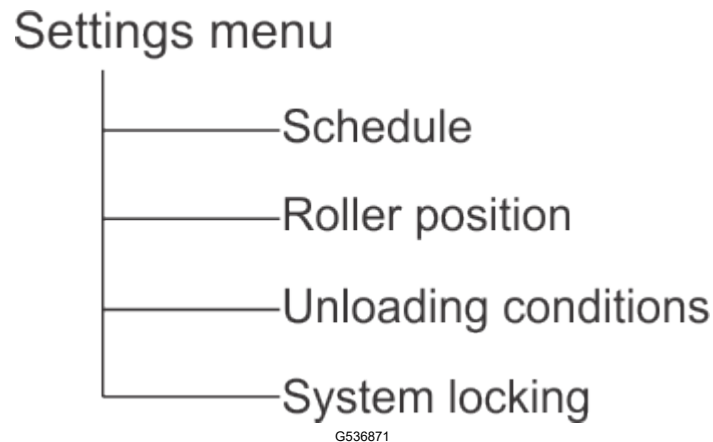 Settings menu
Schedule
Roller position
Unloading conditions
System locking
G536871